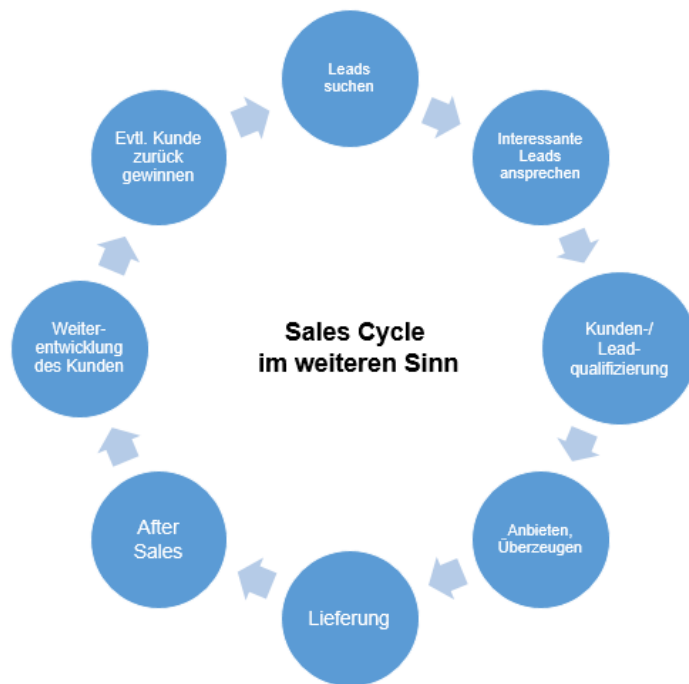 Leads
suchen
Interessante
Leads
ansprechen
Kunden-/
Lead-
qualifizierung
Anbieten,
Überzeugen
Lieferung
After
Sales
Weiter-
entwicklung
des Kunden
Evtl. Kunde
zurück
gewinnen
Sales Cycle
im weiteren Sinn